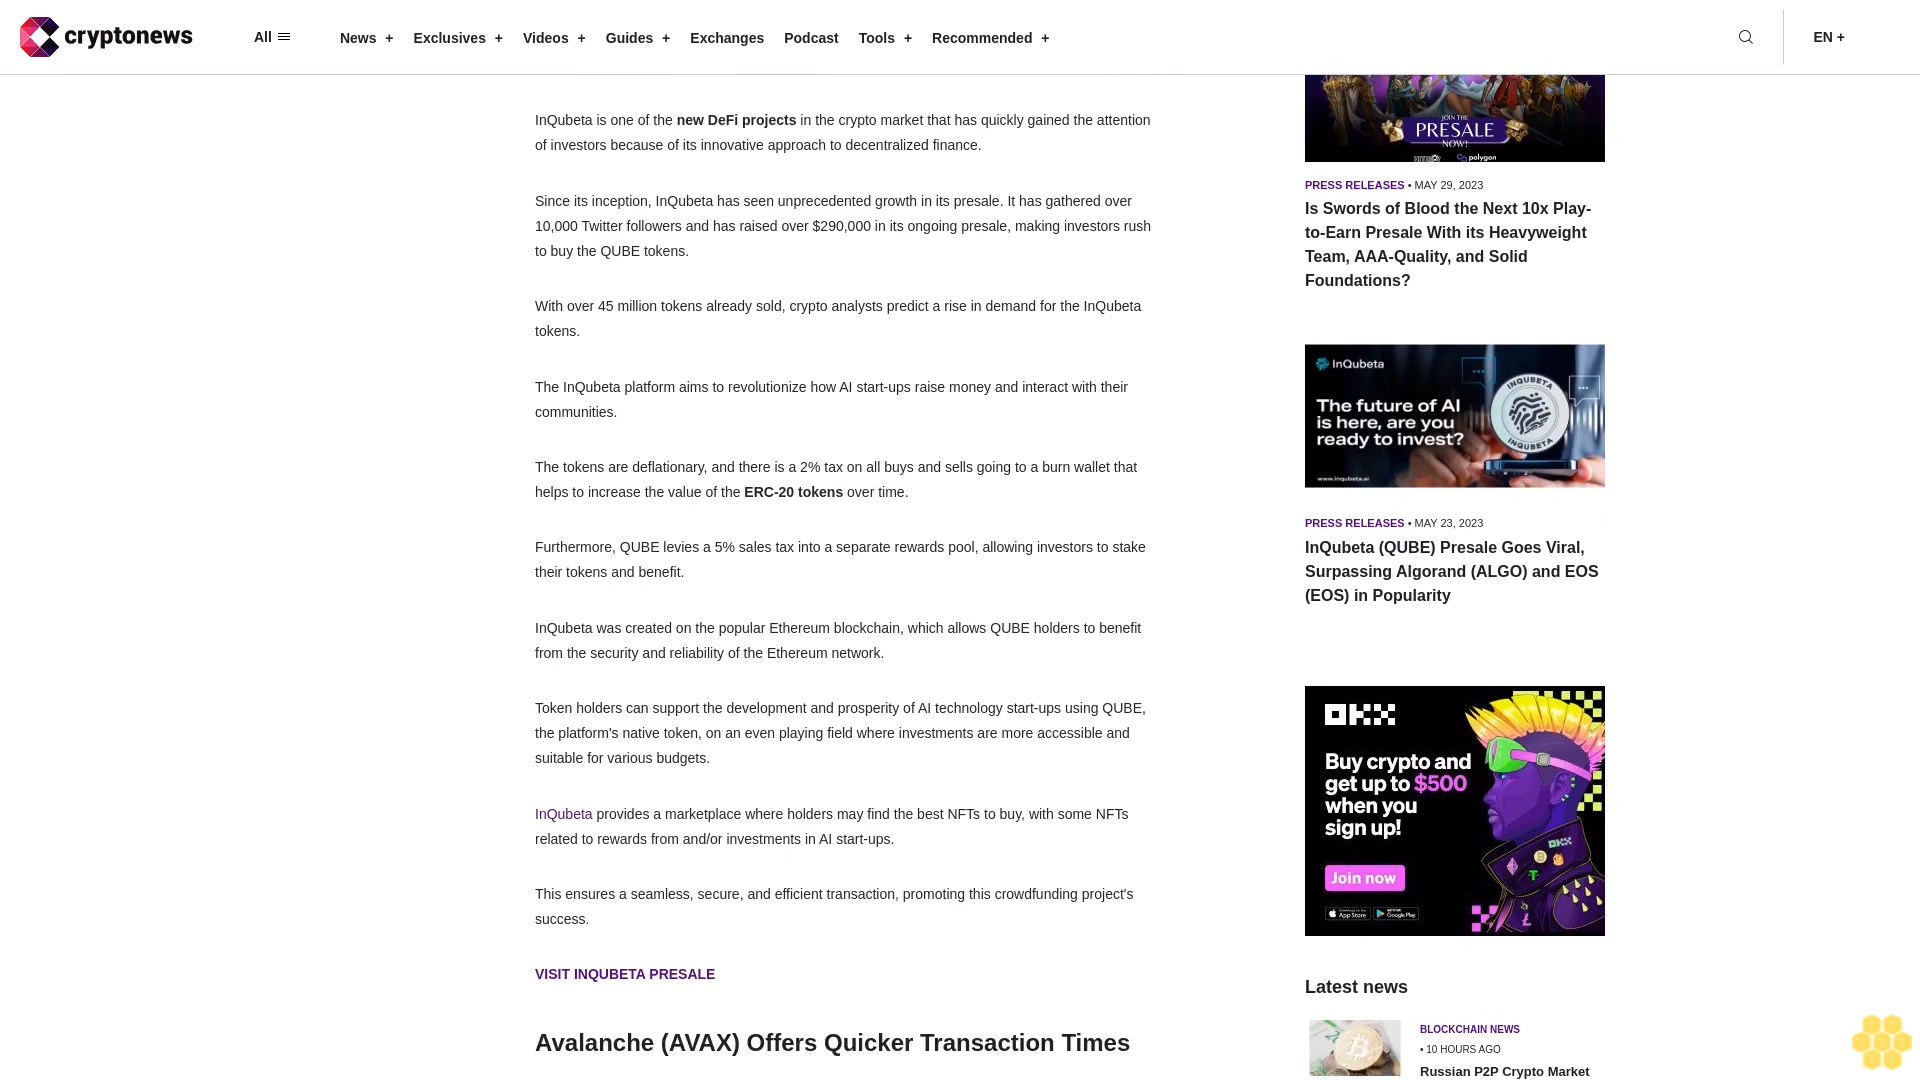 cryptonews
All
News +
Exclusives +
Videos +
Guides +
Exchanges
Podcast
Tools +
Recommended +
EN +
InQubeta is one of the new DeFi projects in the crypto market that has quickly gained the attention
of investors because of its innovative approach to decentralized finance.
Since its inception, InQubeta has seen unprecedented growth in its presale. It has gathered over
10,000 Twitter followers and has raised over $290,000 in its ongoing presale, making investors rush
to buy the QUBE tokens.
With over 45 million tokens already sold, crypto analysts predict a rise in demand for the InQubeta
tokens.
The InQubeta platform aims to revolutionize how AI start-ups raise money and interact with their
communities.
The tokens are deflationary, and there is a 2% tax on all buys and sells going to a burn wallet that
helps to increase the value of the ERC-20 tokens over time.
Furthermore, QUBE levies a 5% sales tax into a separate rewards pool, allowing investors to stake
their tokens and benefit.
InQubeta was created on the popular Ethereum blockchain, which allows QUBE holders to benefit
from the security and reliability of the Ethereum network.
Token holders can support the development and prosperity of AI technology start-ups using QUBE,
the platform's native token, on an even playing field where investments are more accessible and
suitable for various budgets.
InQubeta provides a marketplace where holders may find the best NFTs to buy, with some NFTs
related to rewards from and/or investments in AI start-ups.
This ensures a seamless, secure, and efficient transaction, promoting this crowdfunding project's
success.
VISIT INQUBETA PRESALE
Avalanche (AVAX) Offers Quicker Transaction Times
JOIN THE
PRESALE
NOW!
polygon
PRESS RELEASES • MAY 29, 2023
Is Swords of Blood the Next 10x Play-
to-Earn Presale With its Heavyweight
Team, AAA-Quality, and Solid
Foundations?
InQubeta
The future of AI
is here, are you
ready to invest?
INQUBETA
INQUBETA
www.inqubeta.ai
PRESS RELEASES • MAY 23, 2023
InQubeta (QUBE) Presale Goes Viral,
Surpassing Algorand (ALGO) and EOS
(EOS) in Popularity
OKX
Buy crypto and
get up to $500
when you
sign up!
OKX
Join now
Download on the
App Store
Google Play
Latest news
BLOCKCHAIN NEWS
• 10 HOURS AGO
Russian P2P Crypto Market